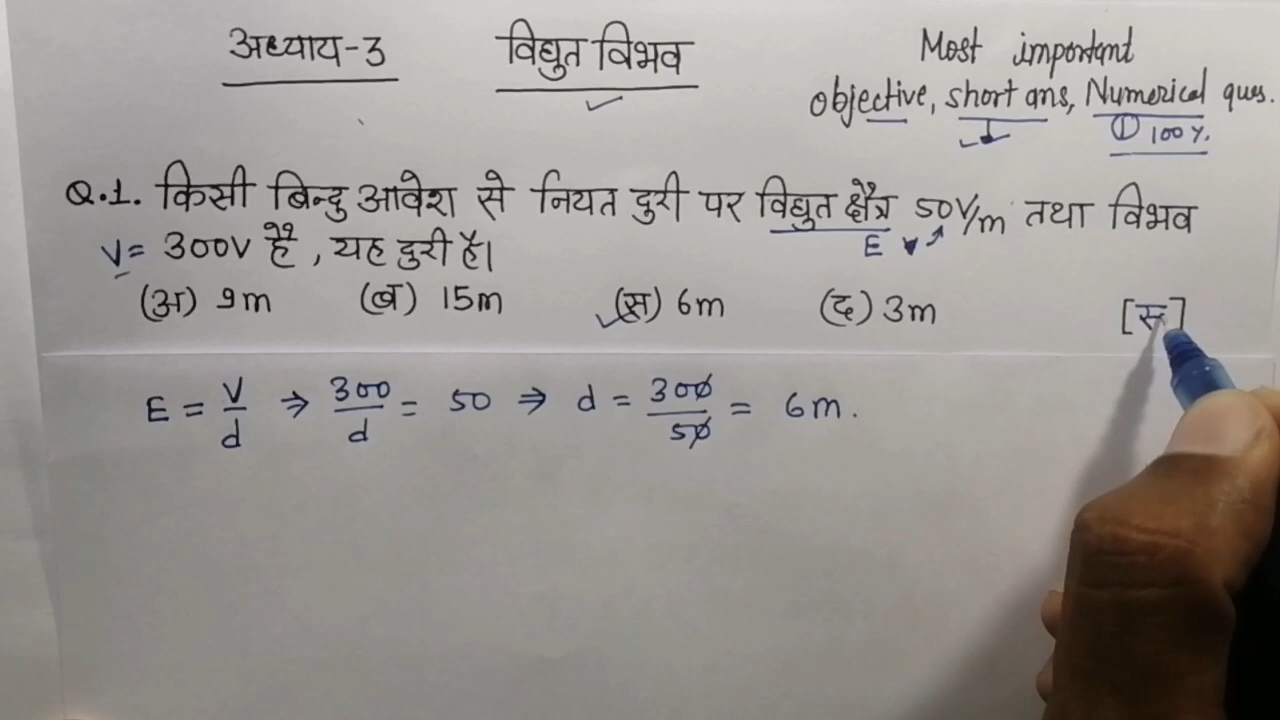 अध्याय-3 विद्युत विभव
Most important
objective, short ans, Numerical ques.
① 100 %.
Q.1. किसी बिन्दु आवेश से नियत दुरी पर विद्युत क्षैत्र 50V/m तथा विभव
E
V= 300V है, यह दुरी है।
(अ) 9m (ब) 15m (स) 6m (द) 3m [स]
E = V/d ⇒ 300/d = 50 ⇒ d = 300/50 = 6m.